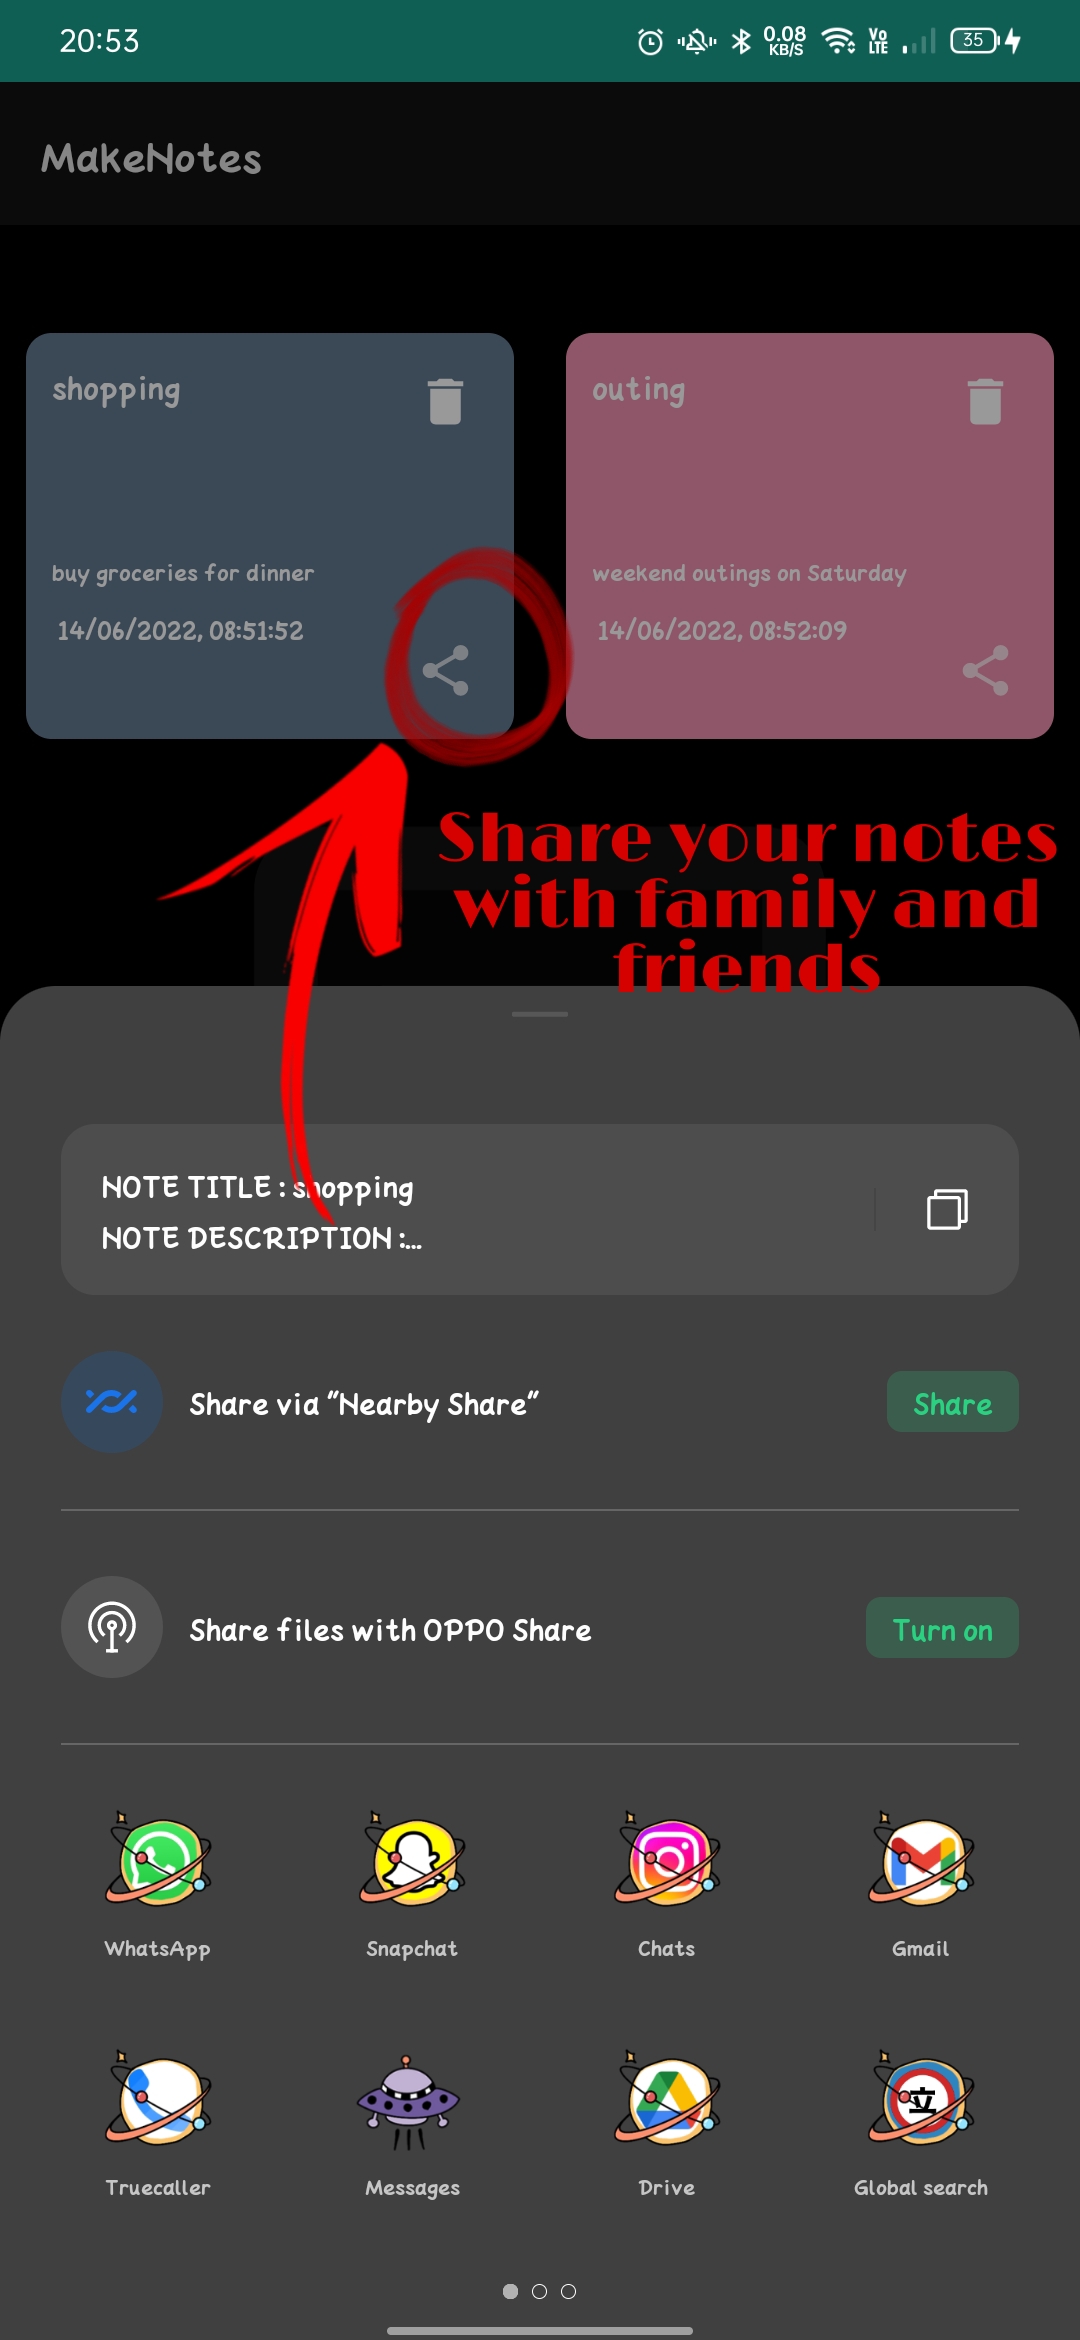 20:53
0.08 KB/S
Vo LTE
35
MakeNotes
shopping
outing
buy groceries for dinner
weekend outings on Saturday
14/06/2022, 08:51:52
14/06/2022, 08:52:09
Share your notes
with family and
friends
NOTE TITLE : shopping
NOTE DESCRIPTION :...
Share via "Nearby Share"
Share
Share files with OPPO Share
Turn on
WhatsApp
Snapchat
Chats
Gmail
立
Truecaller
Messages
Drive
Global search